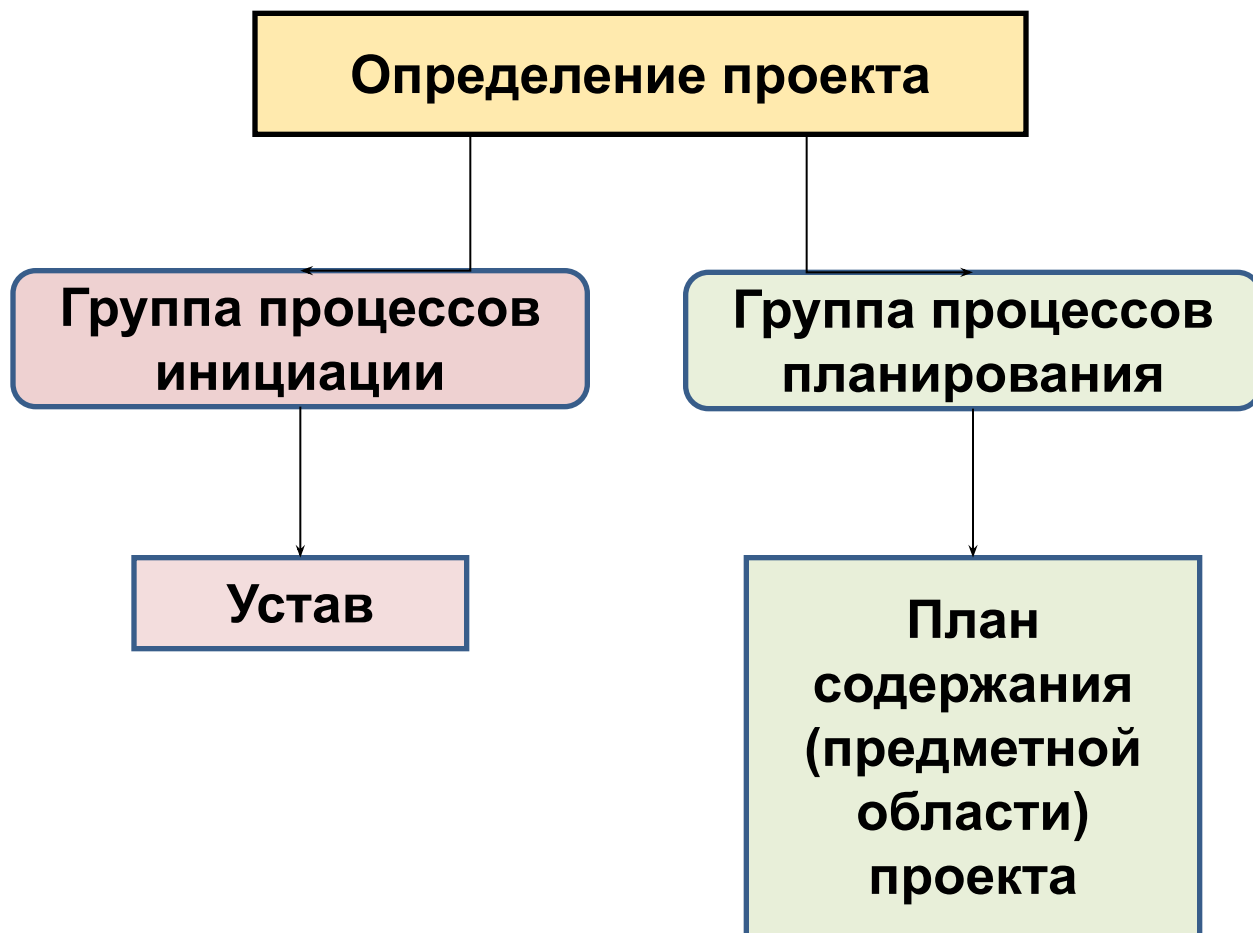 Определение проекта
Группа процессов
инициации
Группа процессов
планирования
Устав
План
содержания
(предметной
области)
проекта